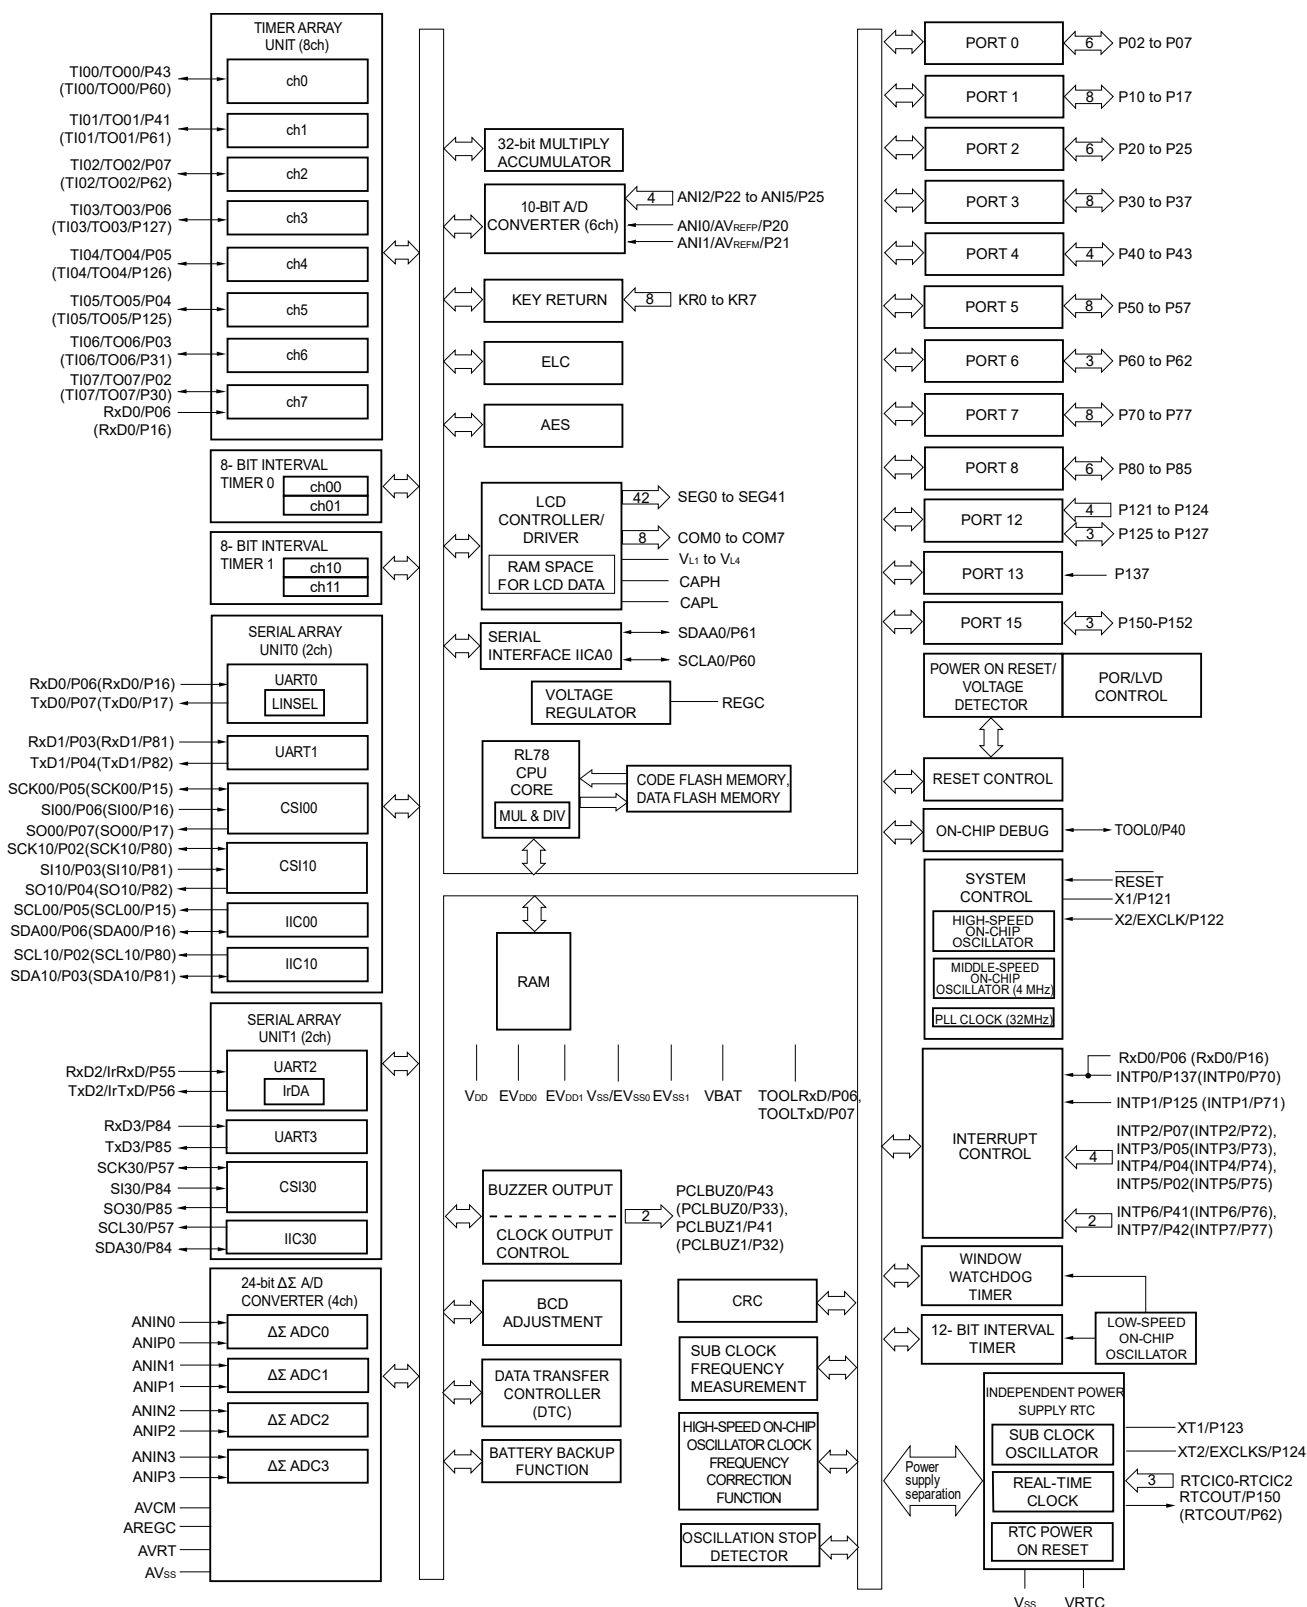 TIMER ARRAY
UNIT (8ch)
TI00/TO00/P43
(TI00/TO00/P60)
ch0
TI01/TO01/P41
(TI01/TO01/P61)
ch1
TI02/TO02/P07
(TI02/TO02/P62)
ch2
TI03/TO03/P06
(TI03/TO03/P127)
ch3
TI04/TO04/P05
(TI04/TO04/P126)
ch4
TI05/TO05/P04
(TI05/TO05/P125)
ch5
TI06/TO06/P03
(TI06/TO06/P31)
ch6
TI07/TO07/P02
(TI07/TO07/P30)
RxD0/P06
(RxD0/P16)
ch7
8- BIT INTERVAL
TIMER 0
ch00
ch01
8- BIT INTERVAL
TIMER 1
ch10
ch11
SERIAL ARRAY
UNIT0 (2ch)
RxD0/P06(RxD0/P16)
TxD0/P07(TxD0/P17)
UART0
LINSEL
RxD1/P03(RxD1/P81)
TxD1/P04(TxD1/P82)
UART1
SCK00/P05(SCK00/P15)
SI00/P06(SI00/P16)
SO00/P07(SO00/P17)
CSI00
SCK10/P02(SCK10/P80)
SI10/P03(SI10/P81)
SO10/P04(SO10/P82)
CSI10
SCL00/P05(SCL00/P15)
SDA00/P06(SDA00/P16)
IIC00
SCL10/P02(SCL10/P80)
SDA10/P03(SDA10/P81)
IIC10
SERIAL ARRAY
UNIT1 (2ch)
RxD2/IrRxD/P55
TxD2/IrTxD/P56
UART2
IrDA
RxD3/P84
TxD3/P85
UART3
SCK30/P57
SI30/P84
SO30/P85
CSI30
SCL30/P57
SDA30/P84
IIC30
24-bit ΔΣ A/D
CONVERTER (4ch)
ANIN0
ANIP0
ΔΣ ADC0
ANIN1
ANIP1
ΔΣ ADC1
ANIN2
ANIP2
ΔΣ ADC2
ANIN3
ANIP3
ΔΣ ADC3
AVCM
AREGC
AVRT
AVSS
32-bit MULTIPLY
ACCUMULATOR
10-BIT A/D
CONVERTER (6ch)
4 ANI2/P22 to ANI5/P25
ANI0/AVREFP/P20
ANI1/AVREFM/P21
KEY RETURN
8 KR0 to KR7
ELC
AES
LCD
CONTROLLER/
DRIVER
RAM SPACE
FOR LCD DATA
42 SEG0 to SEG41
8 COM0 to COM7
VL1 to VL4
CAPH
CAPL
SERIAL
INTERFACE IICA0
SDAA0/P61
SCLA0/P60
VOLTAGE
REGULATOR
REGC
RL78
CPU
CORE
MUL & DIV
CODE FLASH MEMORY,
DATA FLASH MEMORY
RAM
VDD EVDD0 EVDD1 VSS/EVSS0 EVSS1 VBAT TOOLRxD/P06,
TOOLTxD/P07
BUZZER OUTPUT
CLOCK OUTPUT
CONTROL
2
PCLBUZ0/P43
(PCLBUZ0/P33),
PCLBUZ1/P41
(PCLBUZ1/P32)
BCD
ADJUSTMENT
DATA TRANSFER
CONTROLLER
(DTC)
BATTERY BACKUP
FUNCTION
CRC
SUB CLOCK
FREQUENCY
MEASUREMENT
HIGH-SPEED ON-CHIP
OSCILLATOR CLOCK
FREQUENCY
CORRECTION
FUNCTION
OSCILLATION STOP
DETECTOR
PORT 0 6 P02 to P07
PORT 1 8 P10 to P17
PORT 2 6 P20 to P25
PORT 3 8 P30 to P37
PORT 4 4 P40 to P43
PORT 5 8 P50 to P57
PORT 6 3 P60 to P62
PORT 7 8 P70 to P77
PORT 8 6 P80 to P85
PORT 12
4 P121 to P124
3 P125 to P127
PORT 13 P137
PORT 15 3 P150-P152
POWER ON RESET/
VOLTAGE
DETECTOR
POR/LVD
CONTROL
RESET CONTROL
ON-CHIP DEBUG TOOL0/P40
SYSTEM
CONTROL
HIGH-SPEED
ON-CHIP
OSCILLATOR
MIDDLE-SPEED
ON-CHIP
OSCILLATOR (4 MHz)
PLL CLOCK (32MHz)
RESET
X1/P121
X2/EXCLK/P122
INTERRUPT
CONTROL
RxD0/P06 (RxD0/P16)
INTP0/P137(INTP0/P70)
INTP1/P125 (INTP1/P71)
4
INTP2/P07(INTP2/P72),
INTP3/P05(INTP3/P73),
INTP4/P04(INTP4/P74),
INTP5/P02(INTP5/P75)
2
INTP6/P41(INTP6/P76),
INTP7/P42(INTP7/P77)
WINDOW
WATCHDOG
TIMER
12- BIT INTERVAL
TIMER
LOW-SPEED
ON-CHIP
OSCILLATOR
Power
supply
separation
INDEPENDENT POWER
SUPPLY RTC
SUB CLOCK
OSCILLATOR
REAL-TIME
CLOCK
RTC POWER
ON RESET
XT1/P123
XT2/EXCLKS/P124
3 RTCIC0-RTCIC2
RTCOUT/P150
(RTCOUT/P62)
VSS VRTC